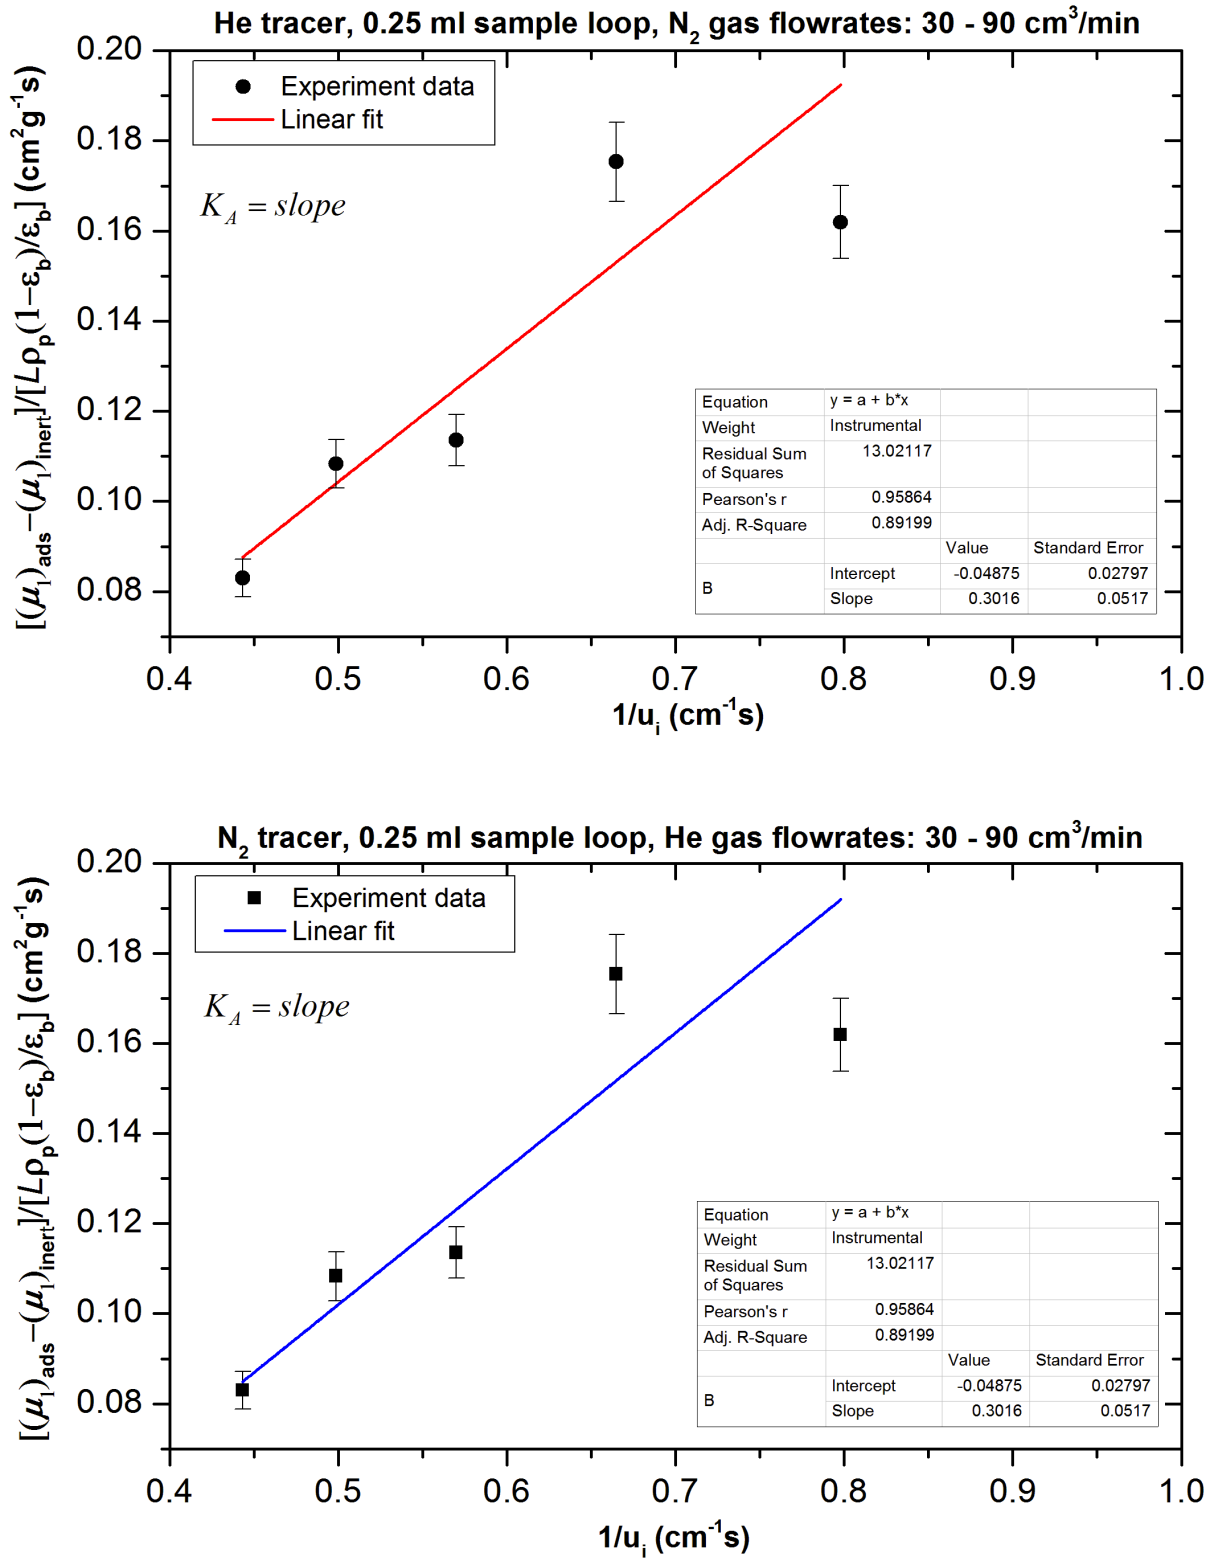 He tracer, 0.25 ml sample loop, N₂ gas flowrates: 30 - 90 cm³/min
[(μ₁)ads−(μ₁)inert]/[Lρp(1−εb)/εb] (cm²g⁻¹s)
0.20
0.18
0.16
0.14
0.12
0.10
0.08
Experiment data
Linear fit
K_A = slope
Equation y = a + b*x
Weight Instrumental
Residual Sum of Squares 13.02117
Pearson's r 0.95864
Adj. R-Square 0.89199
Value Standard Error
B Intercept -0.04875 0.02797
Slope 0.3016 0.0517
0.4 0.5 0.6 0.7 0.8 0.9 1.0
1/uᵢ (cm⁻¹s)
N₂ tracer, 0.25 ml sample loop, He gas flowrates: 30 - 90 cm³/min
[(μ₁)ads−(μ₁)inert]/[Lρp(1−εb)/εb] (cm²g⁻¹s)
0.20
0.18
0.16
0.14
0.12
0.10
0.08
Experiment data
Linear fit
K_A = slope
Equation y = a + b*x
Weight Instrumental
Residual Sum of Squares 13.02117
Pearson's r 0.95864
Adj. R-Square 0.89199
Value Standard Error
B Intercept -0.04875 0.02797
Slope 0.3016 0.0517
0.4 0.5 0.6 0.7 0.8 0.9 1.0
1/uᵢ (cm⁻¹s)